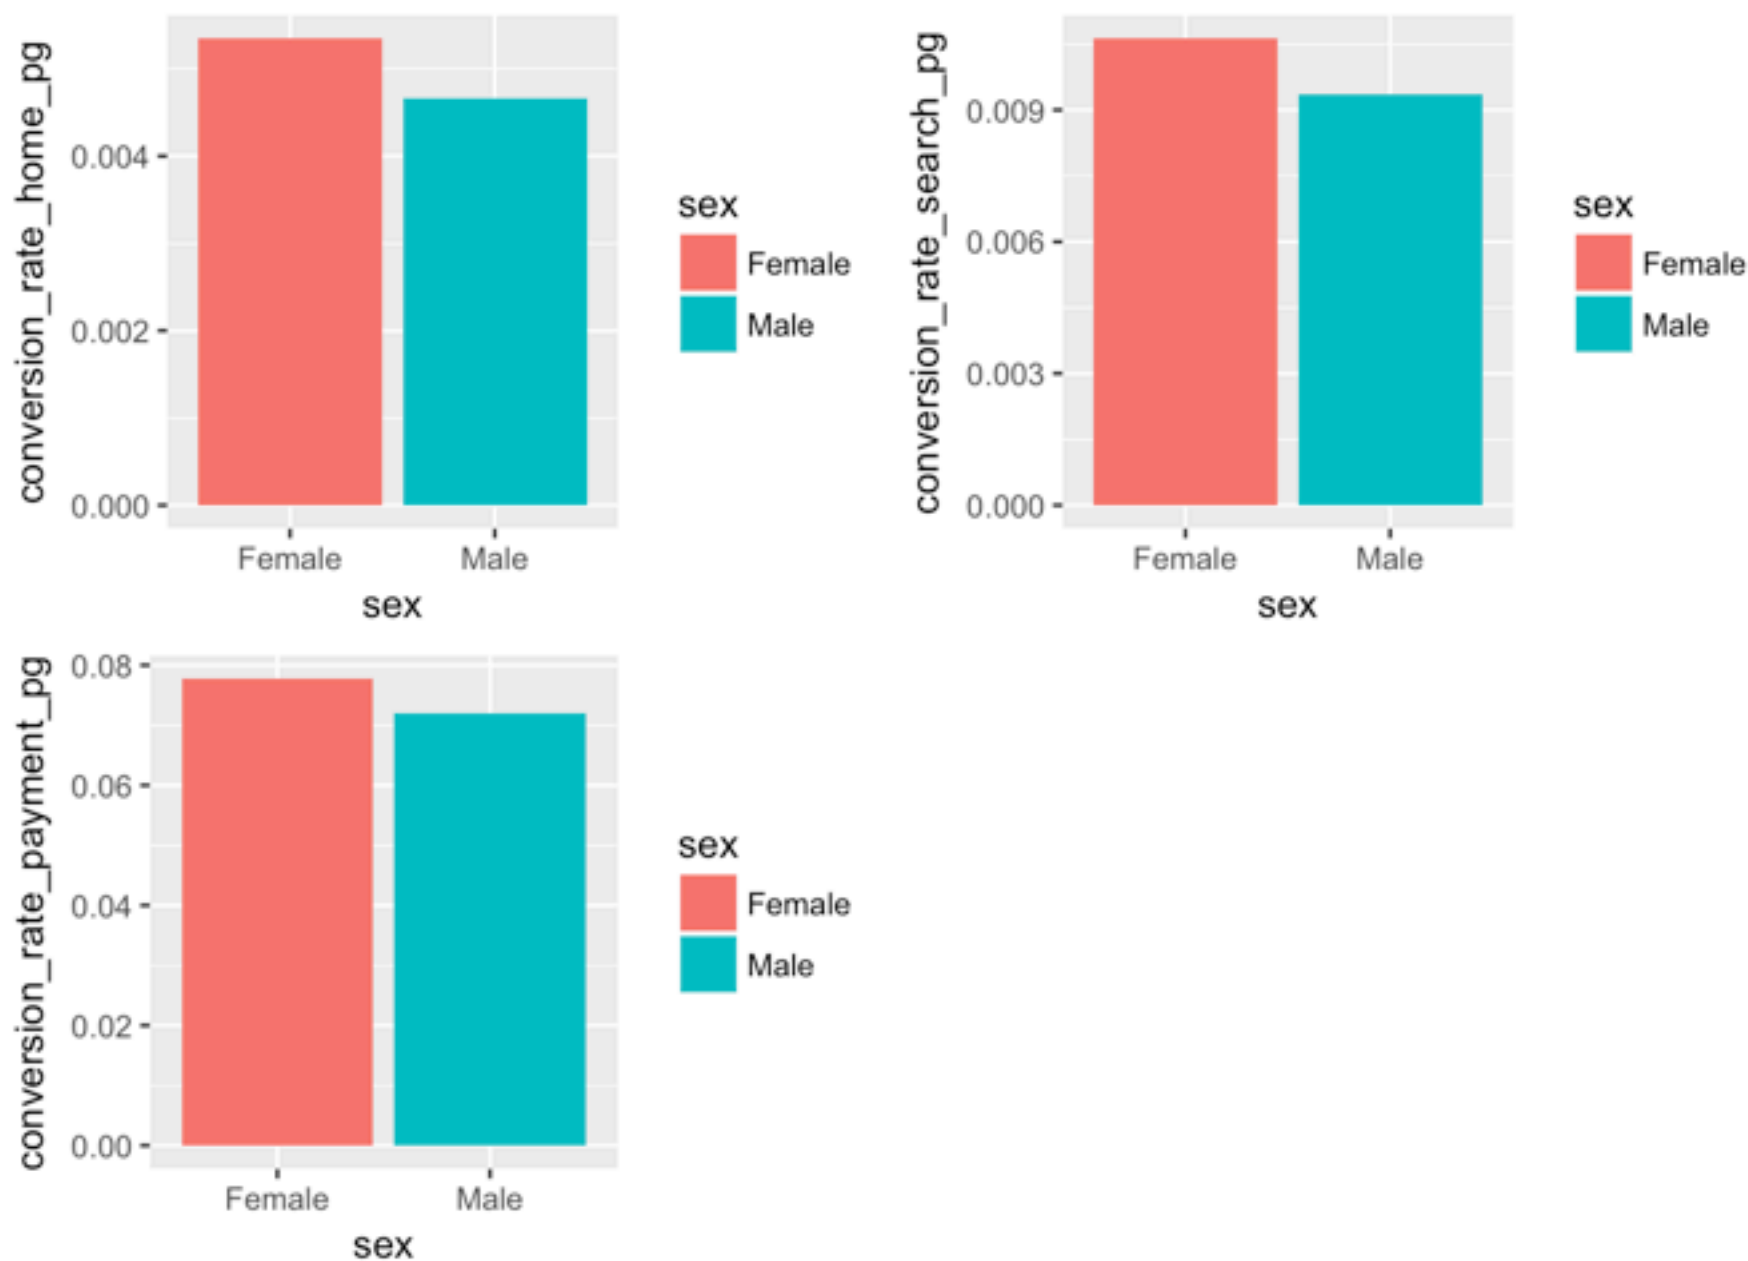 conversion_rate_home_pg
0.004
0.002
0.000
Female Male
sex
sex
Female
Male
conversion_rate_search_pg
0.009
0.006
0.003
0.000
Female Male
sex
sex
Female
Male
conversion_rate_payment_pg
0.08
0.06
0.04
0.02
0.00
Female Male
sex
sex
Female
Male